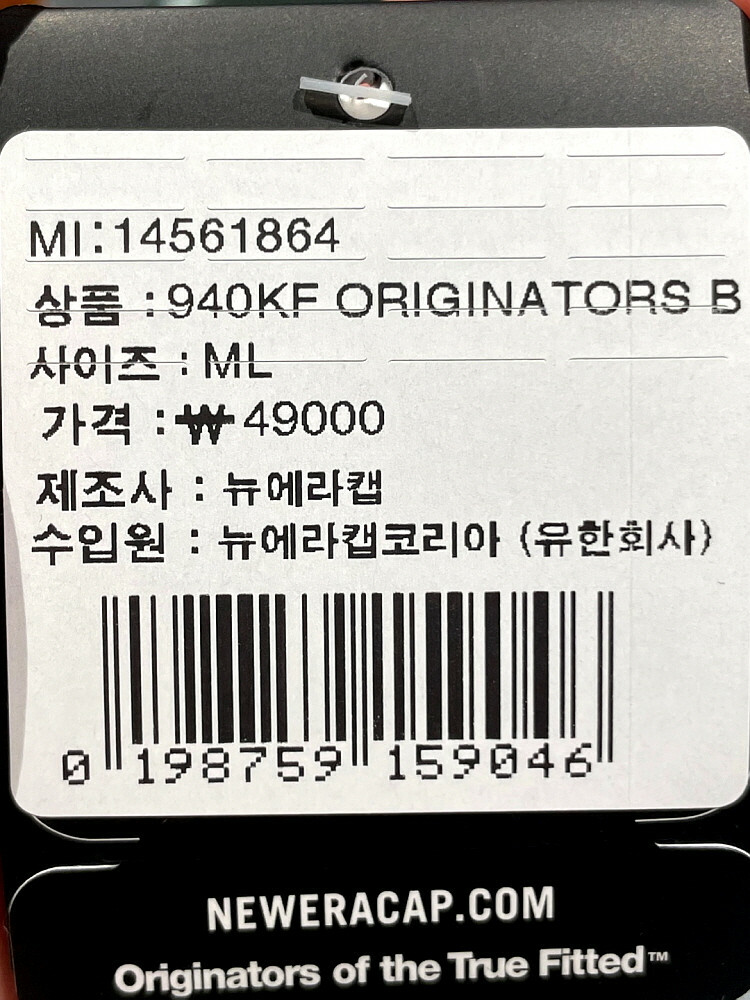 MI:14561864
상품 :940KF ORIGINATORS B
사이즈 : ML
가격 :₩49000
제조사 : 뉴에라캡
수입원 : 뉴에라캡코리아 (유한회사)
0 198759 159046
NEWERACAP.COM
Originators of the True Fitted™